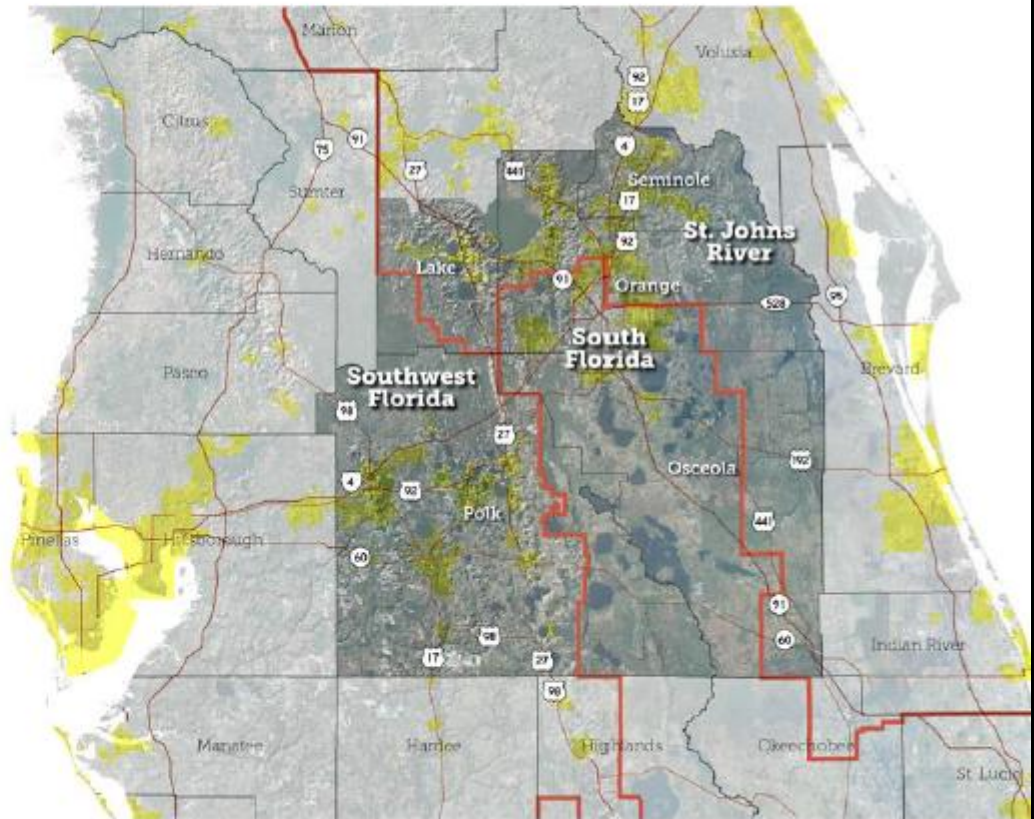 Marion
Volusia
92
17
Citrus
75
91
4
27
441
Seminole
Sumter
17
St. Johns
River
92
Hernando
Lake
91
Orange
528
95
South
Florida
Pasco
Southwest
Florida
Brevard
98
27
Osceola
192
4
92
Polk
441
Pinellas
Hillsborough
60
91
98
60
Indian River
17
27
98
Manatee
Hardee
Highlands
Okeechobee
St. Lucie